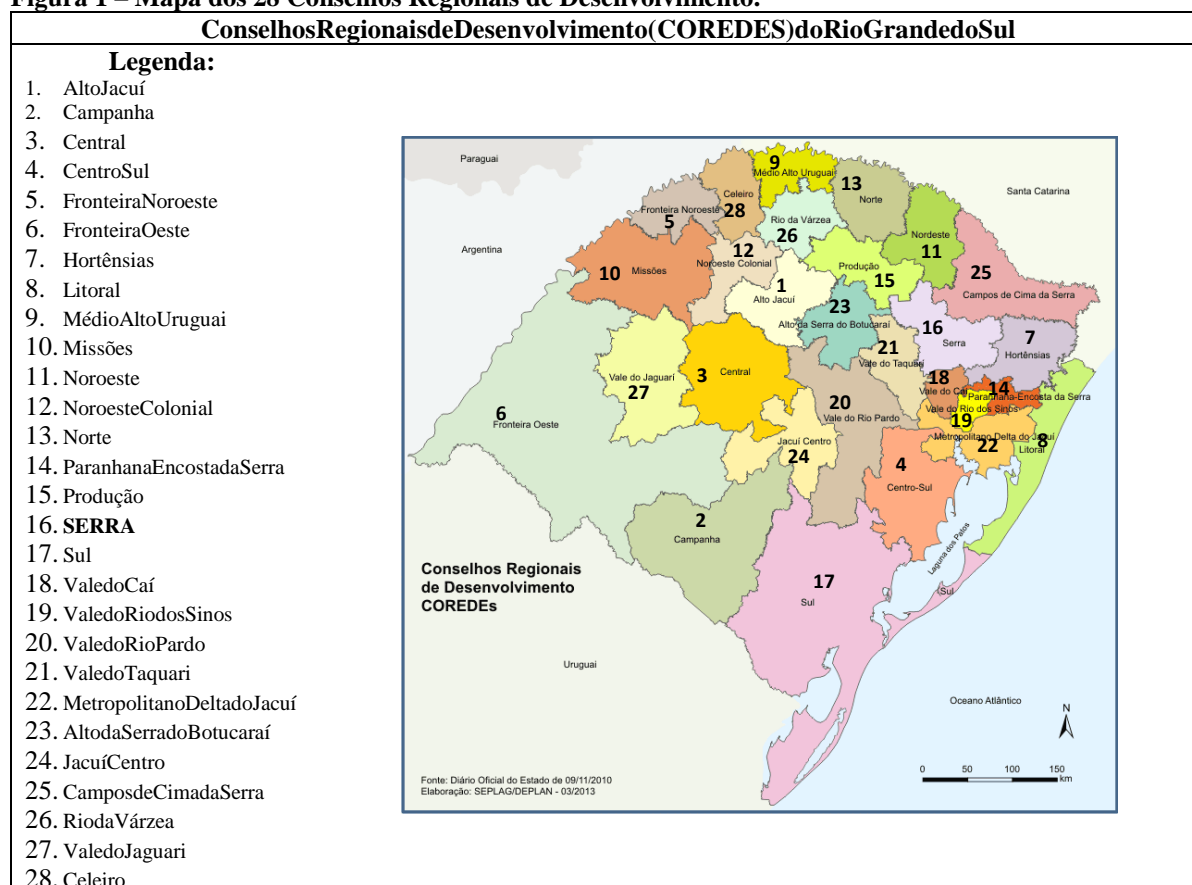 Figura 1 – Mapa dos 28 Conselhos Regionais de Desenvolvimento.
ConselhosRegionaisdeDesenvolvimento(COREDES)doRioGrandedoSul
Legenda:
1. AltoJacuí
2. Campanha
3. Central
4. CentroSul
5. FronteiraNoroeste
6. FronteiraOeste
7. Hortênsias
8. Litoral
9. MédioAltoUruguai
10. Missões
11. Noroeste
12. NoroesteColonial
13. Norte
14. ParanhanaEncostadaSerra
15. Produção
16. SERRA
17. Sul
18. ValedoCaí
19. ValedoRiodosSinos
20. ValedoRioPardo
21. ValedoTaquari
22. MetropolitanoDeltadoJacuí
23. AltodaSerradoBotucaraí
24. JacuíCentro
25. CamposdeCimadaSerra
26. RiodaVárzea
27. ValedoJaguari
28. Celeiro
Paraguai
9
Médio Alto Uruguai
13
Norte
Santa Catarina
Celeiro
28
Fronteira Noroeste
5
Rio da Várzea
26
Nordeste
11
Argentina
12
Noroeste Colonial
10
Missões
Produção
15
25
Campos de Cima da Serra
1
Alto Jacuí
23
Alto da Serra do Botucaraí
16
Serra
7
Hortênsias
21
Vale do Taquari
Vale do Jaguari
27
3
Central
18
Vale do Caí
14
Paranhana-Encosta da Serra
20
Vale do Rio Pardo
Vale do Rio dos Sinos
19
6
Fronteira Oeste
Jacuí Centro
24
Metropolitano Delta do Jacuí
22
8
Litoral
4
Centro-Sul
2
Campanha
Laguna dos Patos
Conselhos Regionais
de Desenvolvimento
COREDEs
17
Sul
Sul
Uruguai
Oceano Atlântico
N
0 50 100 150
km
Fonte: Diário Oficial do Estado de 09/11/2010
Elaboração: SEPLAG/DEPLAN - 03/2013